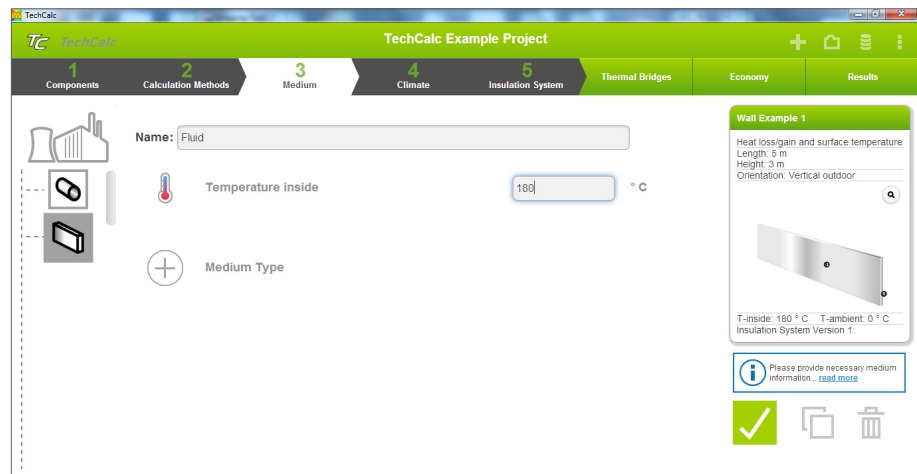 TechCalc
TC TechCalc
TechCalc Example Project
1
Components
2
Calculation Methods
3
Medium
4
Climate
5
Insulation System
Thermal Bridges
Economy
Results
Name: Fluid
Temperature inside
180
° C
Medium Type
Wall Example 1
Heat loss/gain and surface temperature
Length: 5 m
Height: 3 m
Orientation: Vertical outdoor
T-inside: 180 ° C T-ambient: 0 ° C
Insulation System Version 1:
Please provide necessary medium
information... read more